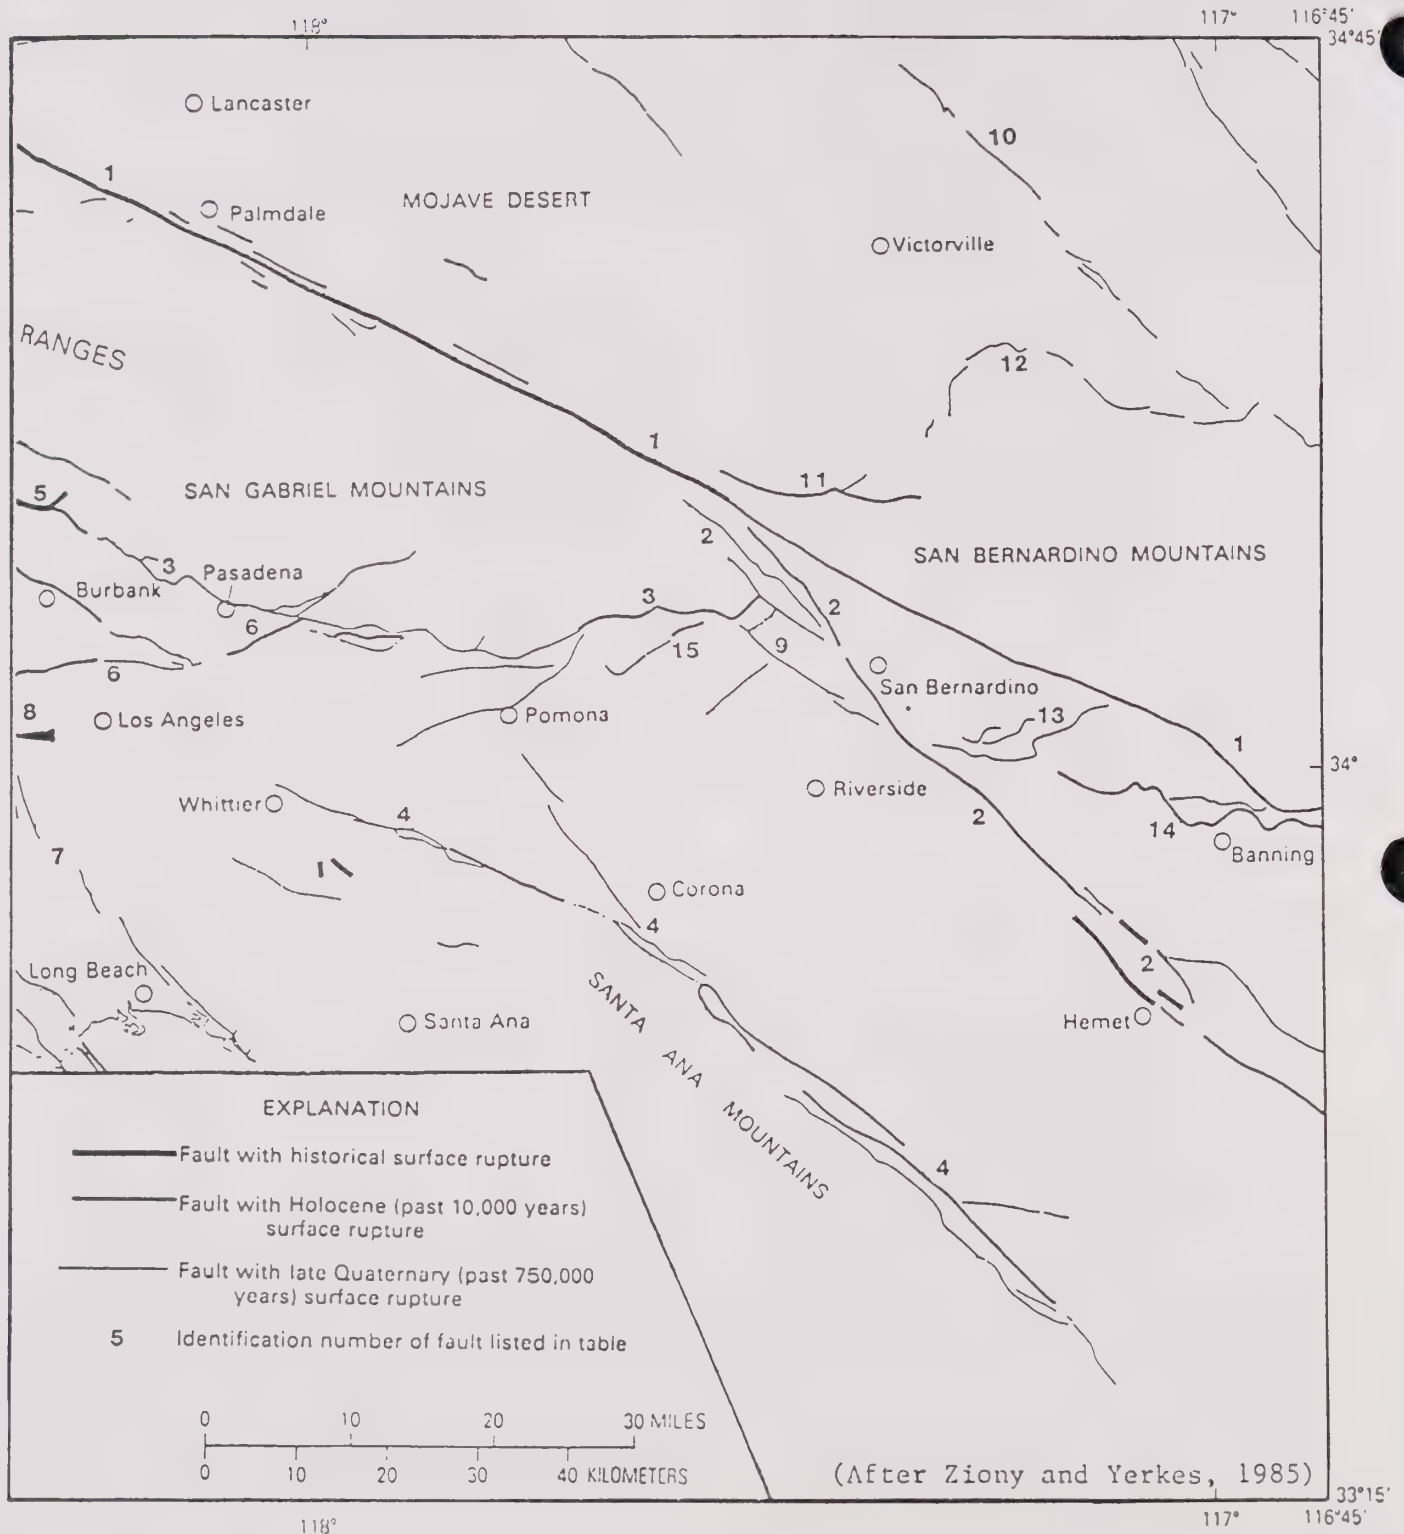 118°
117°
116°45'
34°45'
Lancaster
10
1
MOJAVE DESERT
Palmdale
Victorville
RANGES
12
1
5
SAN GABRIEL MOUNTAINS
11
2
SAN BERNARDINO MOUNTAINS
3
Pasadena
Burbank
3
2
6
15
9
6
San Bernardino
8
Los Angeles
Pomona
13
1
34°
Whittier
4
Riverside
2
14
7
Banning
1
Corona
4
Long Beach
2
SANTA ANA MOUNTAINS
Santa Ana
Hemet
EXPLANATION
Fault with historical surface rupture
4
Fault with Holocene (past 10,000 years)
surface rupture
Fault with late Quaternary (past 750,000
years) surface rupture
5 Identification number of fault listed in table
0 10 20 30 MILES
0 10 20 30 40 KILOMETERS
(After Ziony and Yerkes, 1985)
33°15'
118°
117°
116°45'